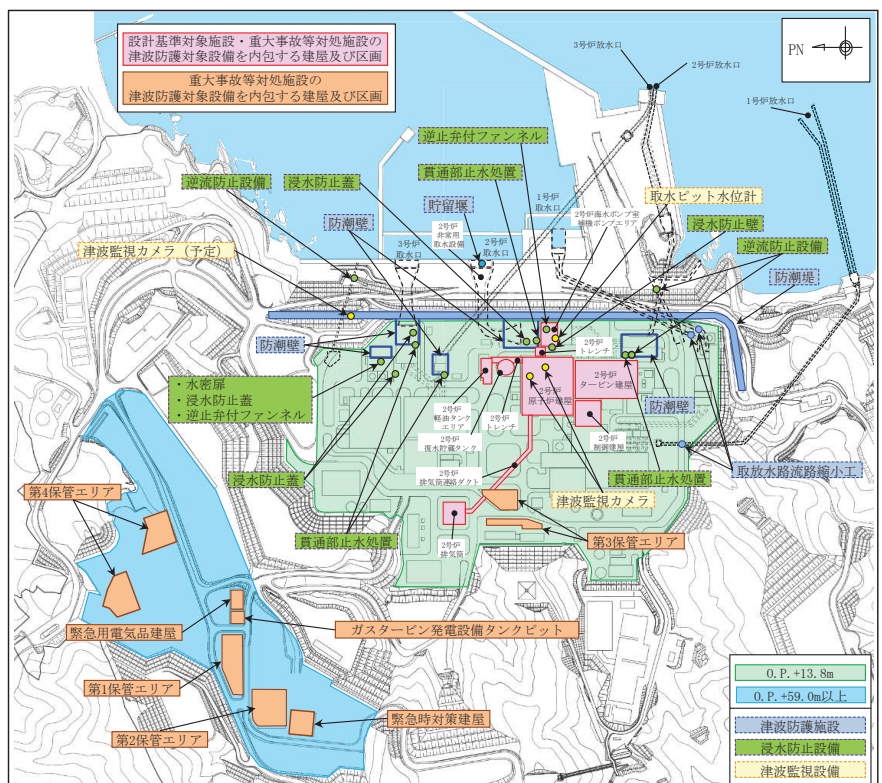 設計基準対象施設・重大事故等対処施設の
津波防護対象設備を内包する建屋及び区画
重大事故等対処施設の
津波防護対象設備を内包する建屋及び区画
PN
3号炉放水口
2号炉放水口
1号炉放水口
逆止弁付ファンネル
貫通部止水処置
逆流防止設備
浸水防止蓋
防潮壁
貯留堰
1号炉
取水口
2号炉海水ポンプ室
補機ポンプエリア
取水ピット水位計
浸水防止壁
逆流防止設備
津波監視カメラ（予定）
3号炉
取水口
2号炉
非常用
取水設備
2号炉
取水口
防潮堤
防潮壁
・水密扉
・浸水防止蓋
・逆止弁付ファンネル
2号炉
トレンチ
2号炉
原子炉建屋
2号炉
タービン建屋
2号炉
軽油タンク
エリア
2号炉
トレンチ
2号炉
復水貯蔵タンク
2号炉
制御建屋
防潮壁
取放水路流路縮小工
浸水防止蓋
2号炉
排気筒連絡ダクト
貫通部止水処置
津波監視カメラ
第4保管エリア
貫通部止水処置
2号炉
排気筒
第3保管エリア
緊急用電気品建屋
ガスタービン発電設備タンクピット
第1保管エリア
第2保管エリア
緊急時対策建屋
O.P.+13.8m
O.P.+59.0m以上
津波防護施設
浸水防止設備
津波監視設備